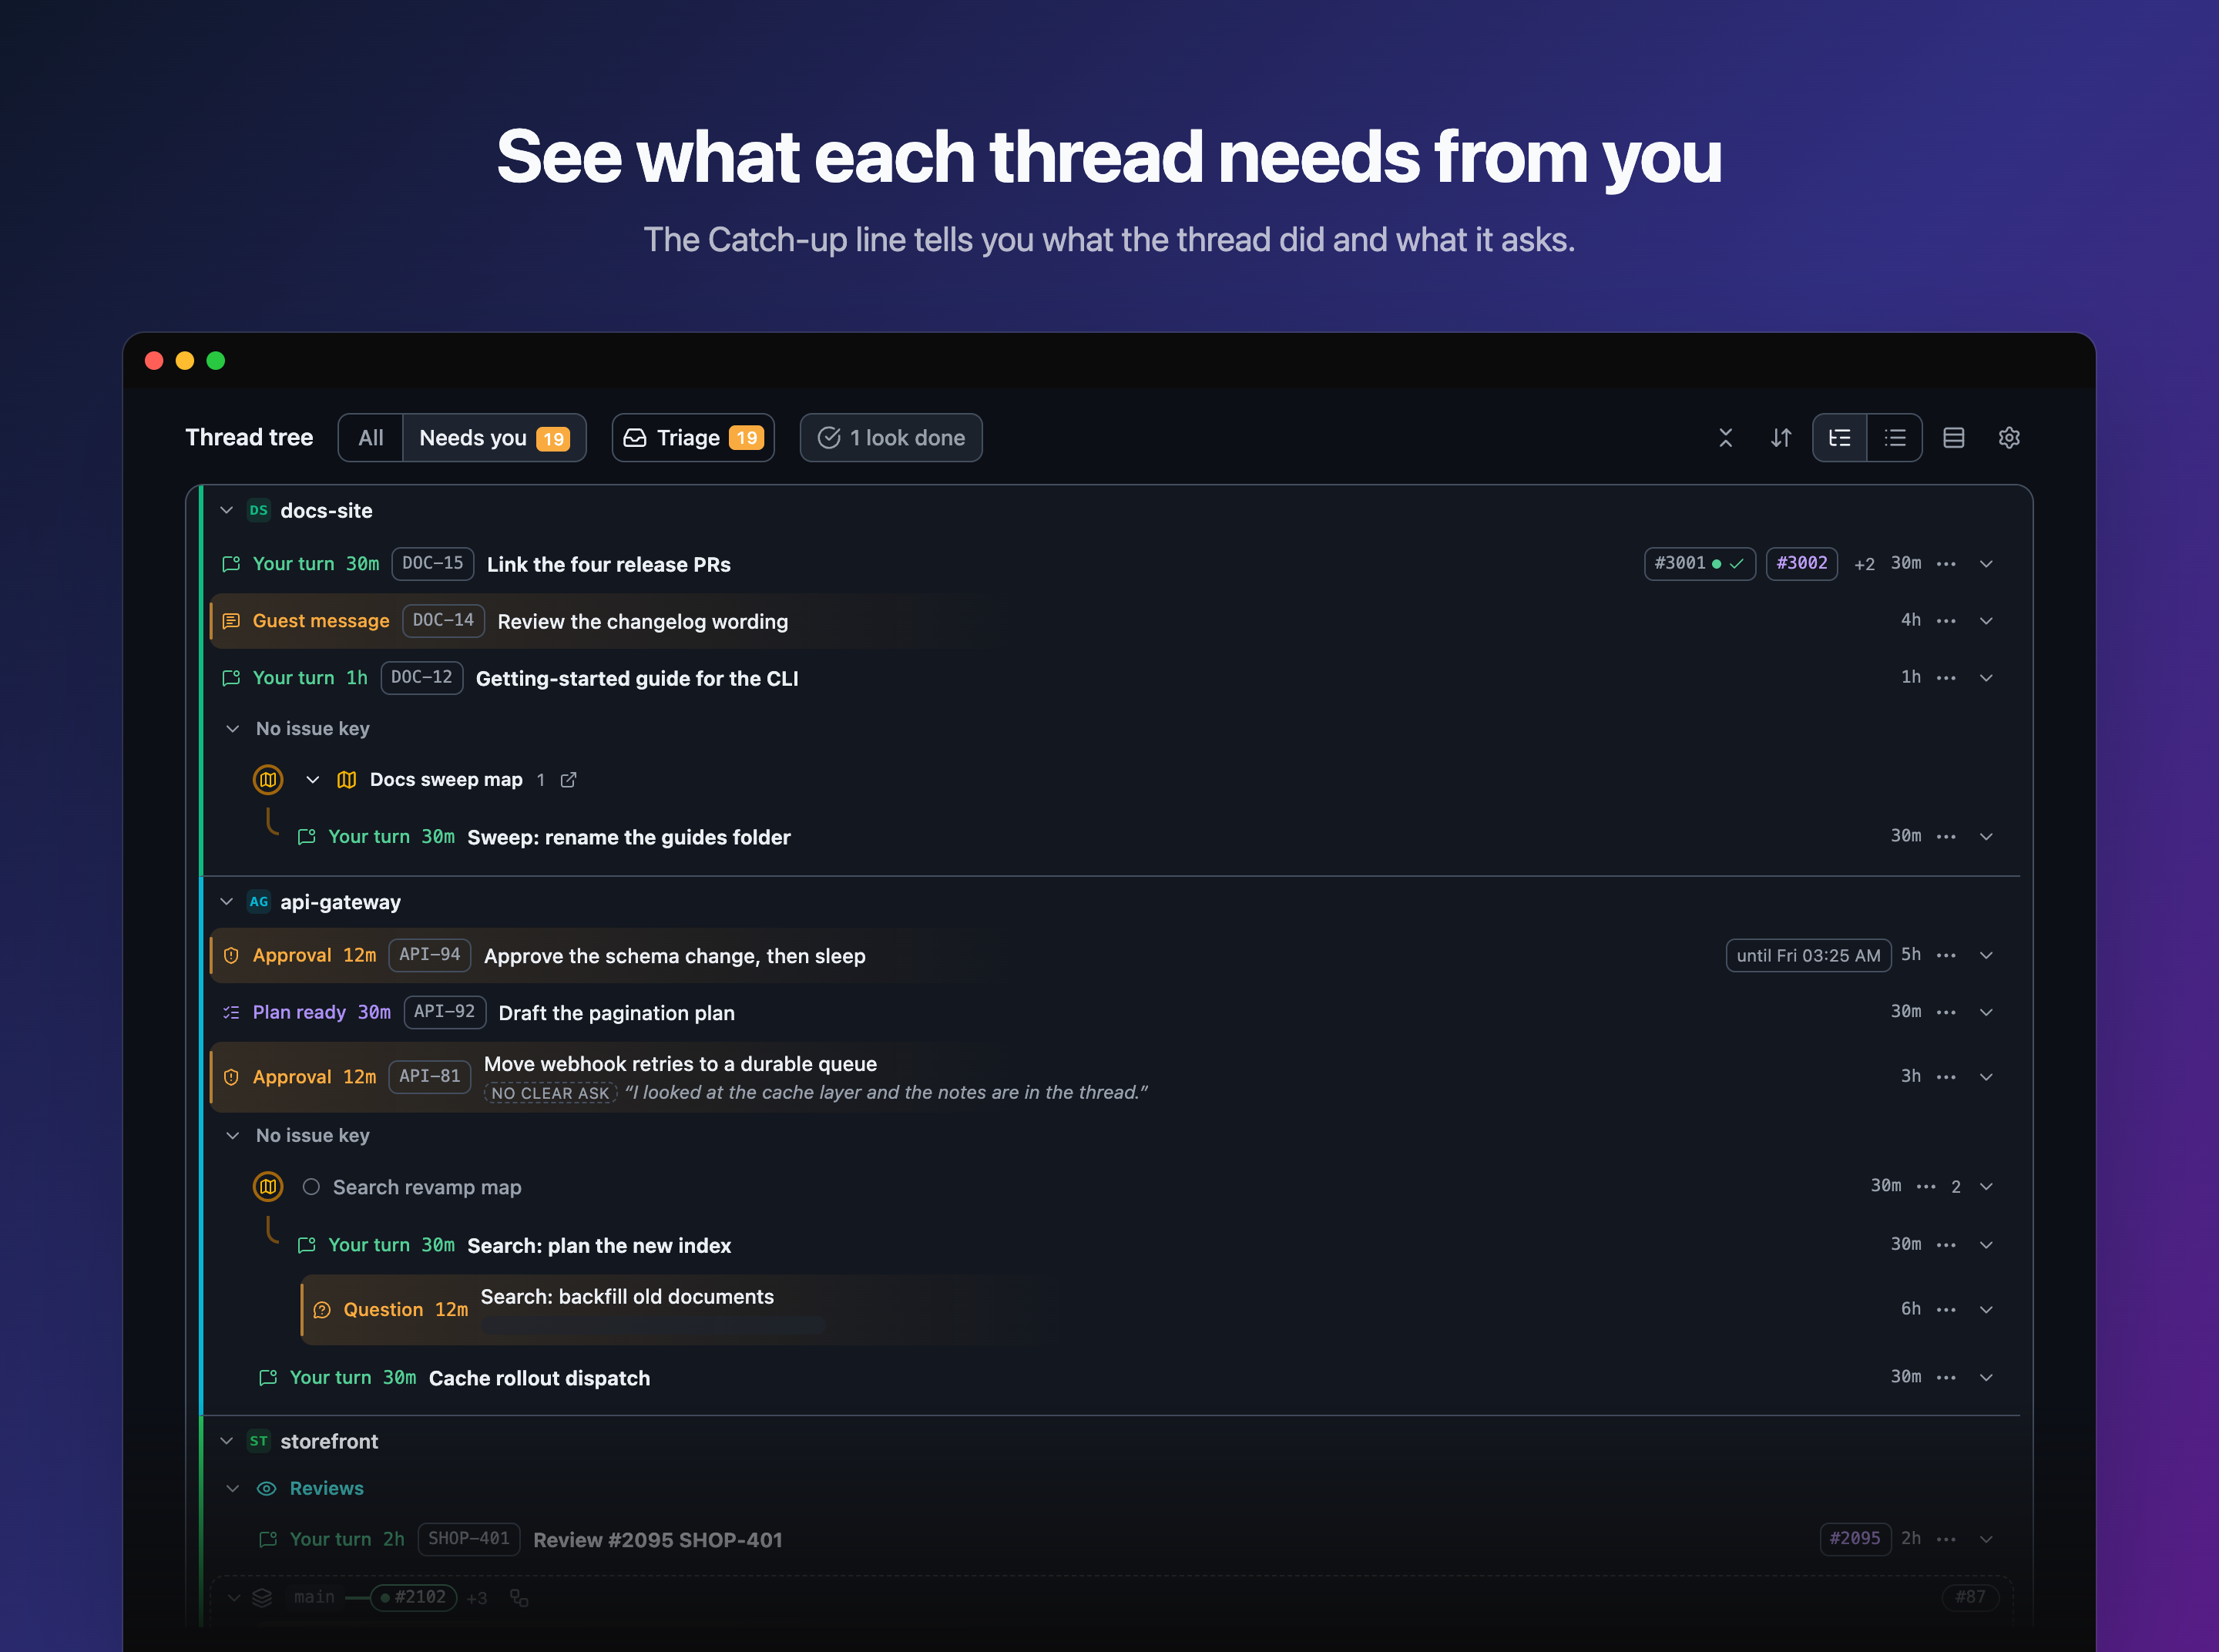 See what each thread needs from you
The Catch-up line tells you what the thread did and what it asks.
Thread tree All Needs you 19 Triage 19 1 look done
DS docs-site
Your turn 30m DOC-15 Link the four release PRs #3001 #3002 +2 30m
Guest message DOC-14 Review the changelog wording 4h
Your turn 1h DOC-12 Getting-started guide for the CLI 1h
No issue key
Docs sweep map 1
Your turn 30m Sweep: rename the guides folder 30m
AG api-gateway
Approval 12m API-94 Approve the schema change, then sleep until Fri 03:25 AM 5h
Plan ready 30m API-92 Draft the pagination plan 30m
Approval 12m API-81 Move webhook retries to a durable queue 3h
NO CLEAR ASK “I looked at the cache layer and the notes are in the thread.”
No issue key
Search revamp map 30m 2
Your turn 30m Search: plan the new index 30m
Question 12m Search: backfill old documents 6h
Your turn 30m Cache rollout dispatch 30m
ST storefront
Reviews
Your turn 2h SHOP-401 Review #2095 SHOP-401 #2095 2h
main #2102 +3 #87